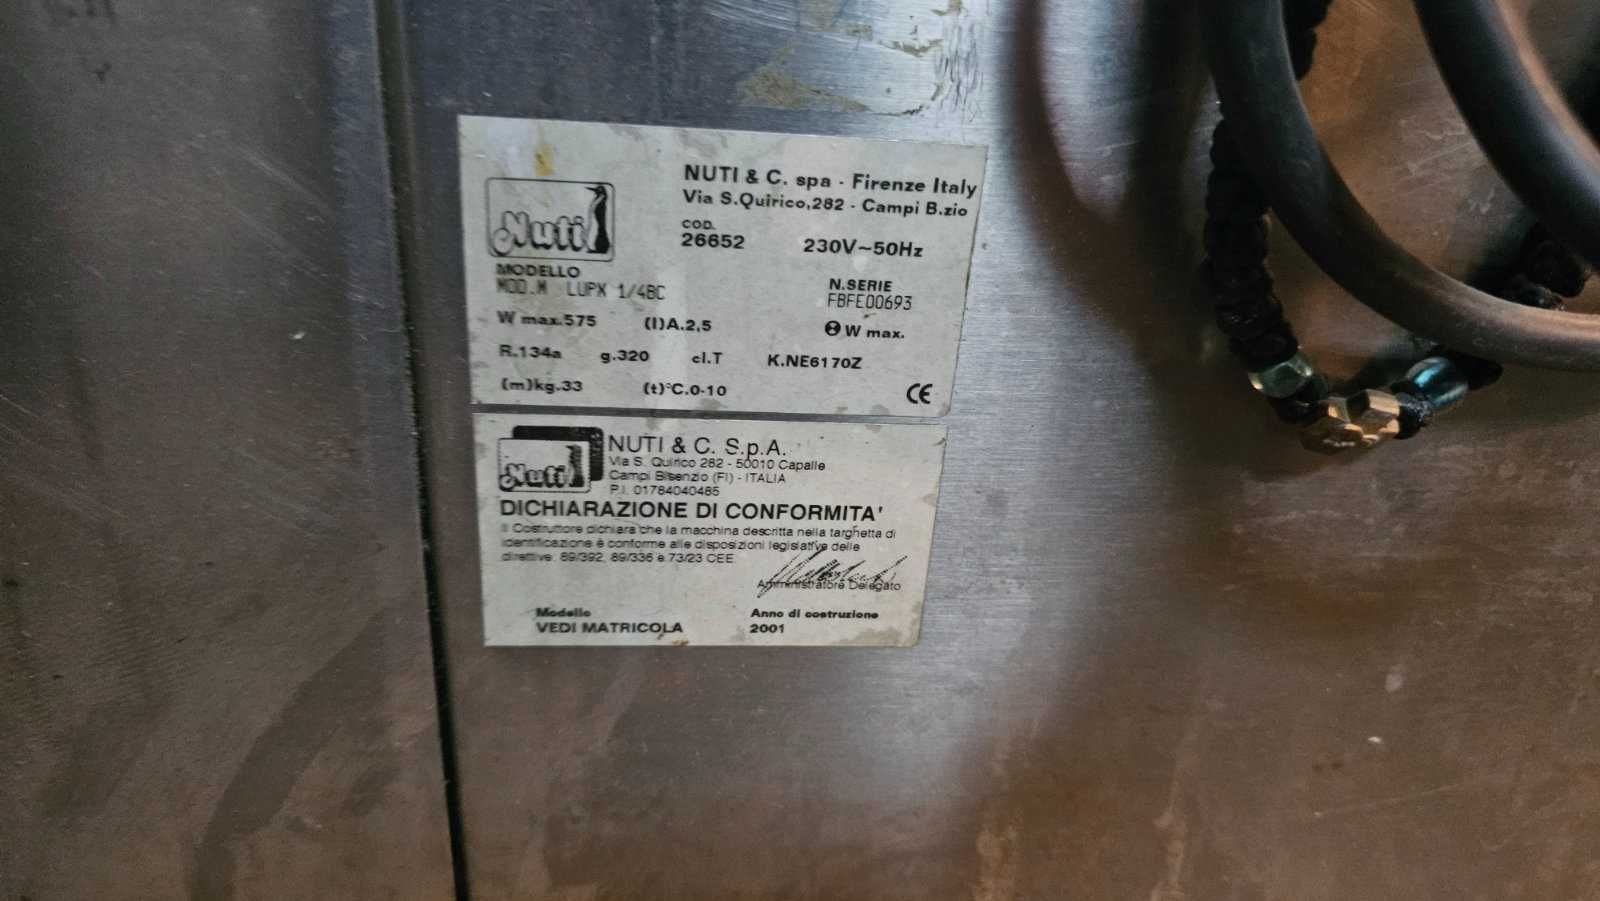 Nuti
NUTI & C. spa - Firenze Italy
Via S.Quirico,282 - Campi B.zio
COD.
26652 230V~50Hz
MODELLO N.SERIE
MOD.M LUPX 1/4BC FBFE00693
W max.575 (I)A.2,5 W max.
R.134a g.320 cl.T K.NE6170Z
(m)kg.33 (t)°C.0-10 CE
Nuti
NUTI & C. S.p.A.
Via S. Quirico 282 - 50010 Capalle
Campi Bisenzio (FI) - ITALIA
P.I. 01784040485
DICHIARAZIONE DI CONFORMITA'
Il Costruttore dichiara che la macchina descritta nella targhetta di
identificazione è conforme alle disposizioni legislative delle
direttive: 89/392, 89/336 e 73/23 CEE.
Amministratore Delegato
Modello Anno di costruzione
VEDI MATRICOLA 2001